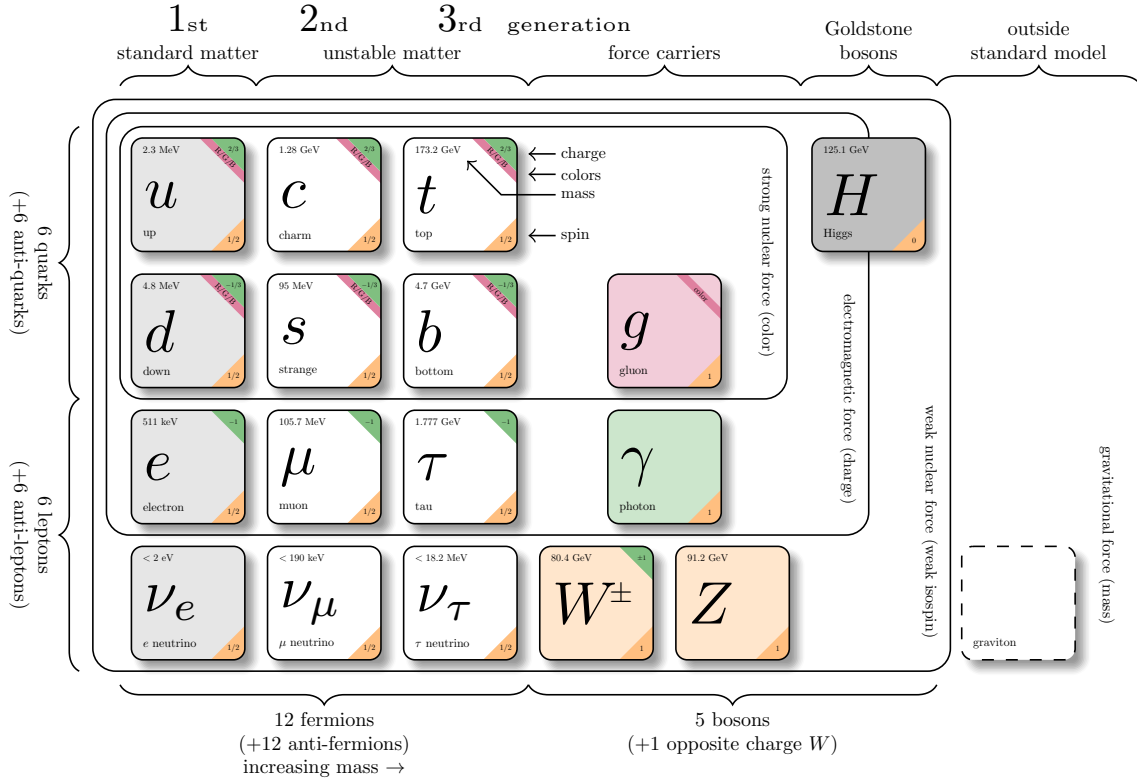 1st 2nd 3rd generation
standard matter
unstable matter
force carriers
Goldstone
bosons
outside
standard model
6 quarks
(+6 anti-quarks)
6 leptons
(+6 anti-leptons)
2.3 MeV
2/3
R/G/B
u
up
1/2
1.28 GeV
2/3
R/G/B
c
charm
1/2
173.2 GeV
2/3
R/G/B
t
top
1/2
charge
colors
mass
spin
strong nuclear force (color)
125.1 GeV
H
Higgs
0
4.8 MeV
−1/3
R/G/B
d
down
1/2
95 MeV
−1/3
R/G/B
s
strange
1/2
4.7 GeV
−1/3
R/G/B
b
bottom
1/2
color
g
gluon
1
electromagnetic force (charge)
511 keV
−1
e
electron
1/2
105.7 MeV
−1
μ
muon
1/2
1.777 GeV
−1
τ
tau
1/2
γ
photon
1
weak nuclear force (weak isospin)
gravitational force (mass)
< 2 eV
νe
e neutrino
1/2
< 190 keV
νμ
μ neutrino
1/2
< 18.2 MeV
ντ
τ neutrino
1/2
80.4 GeV
±1
W±
1
91.2 GeV
Z
1
graviton
12 fermions
(+12 anti-fermions)
increasing mass →
5 bosons
(+1 opposite charge W)